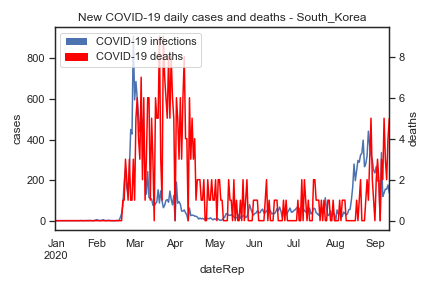 New COVID-19 daily cases and deaths - South_Korea
COVID-19 infections
COVID-19 deaths
800
600
400
200
0
cases
8
6
4
2
0
deaths
Jan Feb Mar Apr May Jun Jul Aug Sep
2020
dateRep